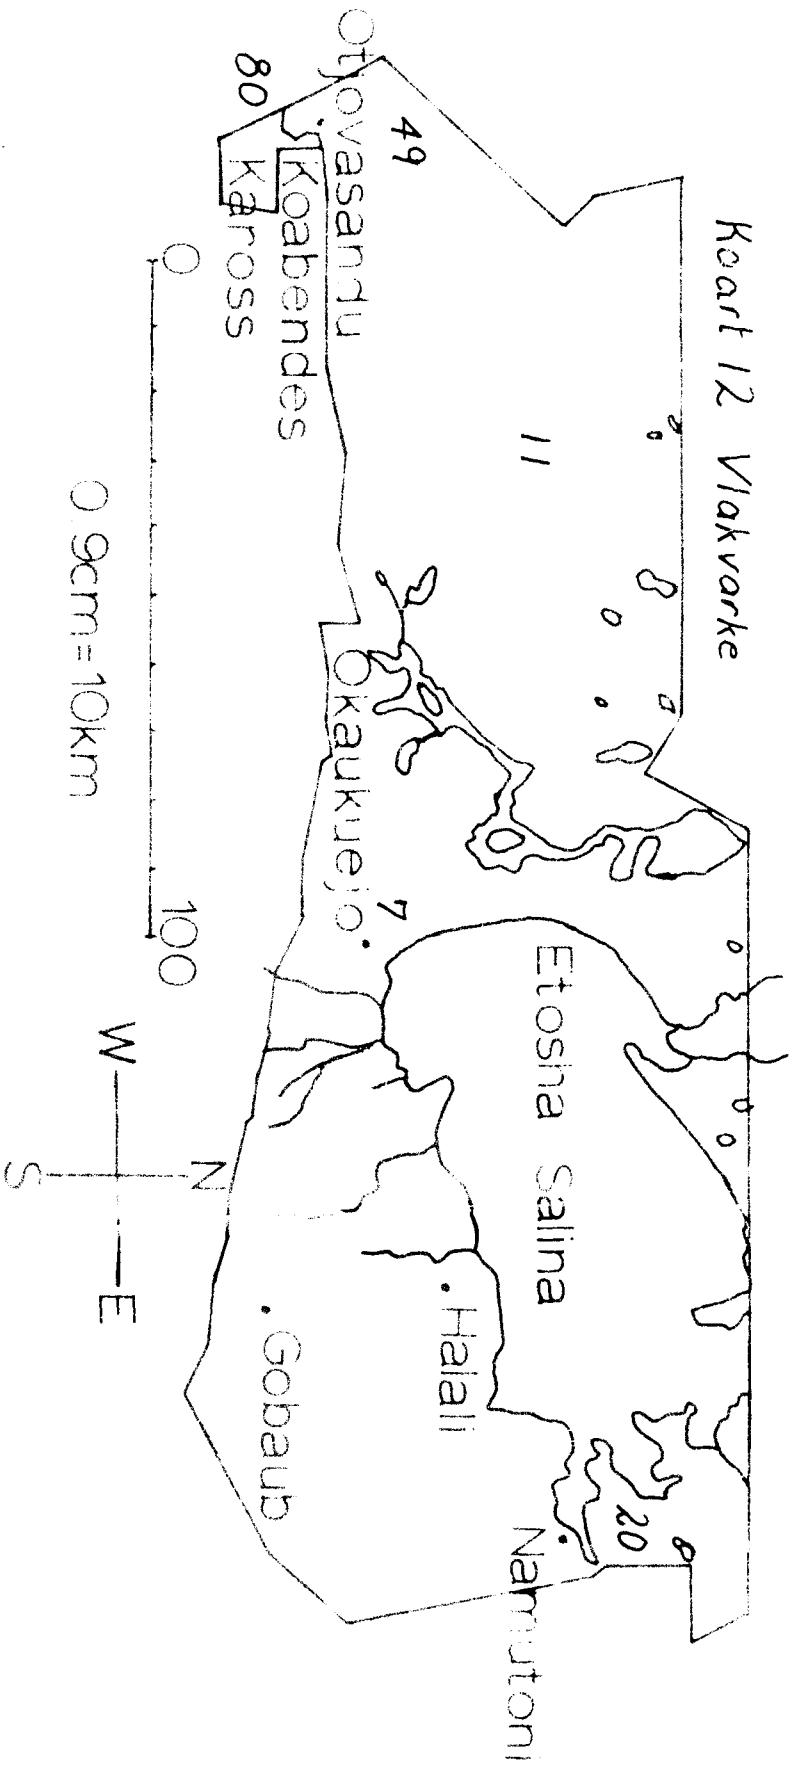 Kaart 12 Vlakvarke
49
11
Otjovasandu
80
Koabendes
Kaross
Okaukuejo
7
Etosha Salina
Halali
Gobaub
20
Namutoni
0
100
0.9cm=10km
N
W
E
S